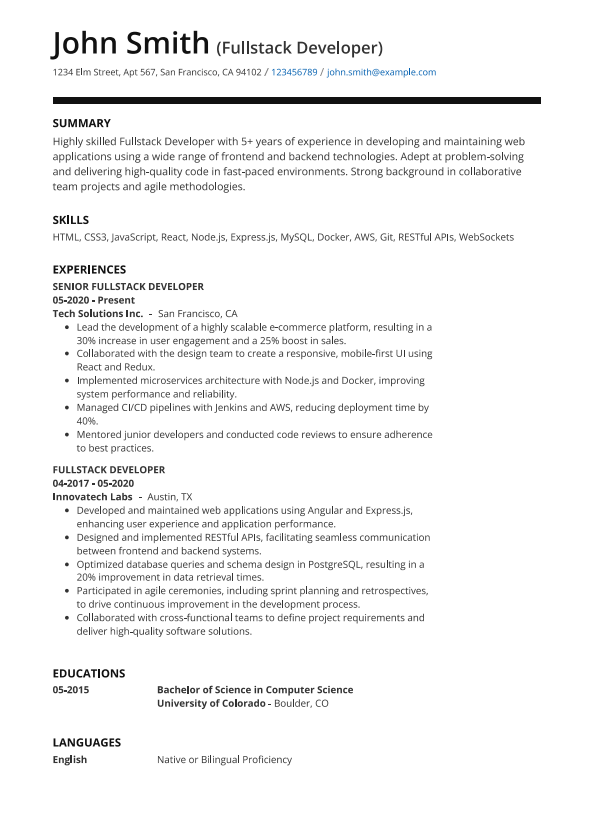 John Smith (Fullstack Developer)
1234 Elm Street, Apt 567, San Francisco, CA 94102 / 123456789 / john.smith@example.com
SUMMARY
Highly skilled Fullstack Developer with 5+ years of experience in developing and maintaining web
applications using a wide range of frontend and backend technologies. Adept at problem-solving
and delivering high-quality code in fast-paced environments. Strong background in collaborative
team projects and agile methodologies.
SKILLS
HTML, CSS3, JavaScript, React, Node.js, Express.js, MySQL, Docker, AWS, Git, RESTful APIs, WebSockets
EXPERIENCES
SENIOR FULLSTACK DEVELOPER
05-2020 - Present
Tech Solutions Inc. - San Francisco, CA
• Lead the development of a highly scalable e-commerce platform, resulting in a
30% increase in user engagement and a 25% boost in sales.
• Collaborated with the design team to create a responsive, mobile-first UI using
React and Redux.
• Implemented microservices architecture with Node.js and Docker, improving
system performance and reliability.
• Managed CI/CD pipelines with Jenkins and AWS, reducing deployment time by
40%.
• Mentored junior developers and conducted code reviews to ensure adherence
to best practices.
FULLSTACK DEVELOPER
04-2017 - 05-2020
Innovatech Labs - Austin, TX
• Developed and maintained web applications using Angular and Express.js,
enhancing user experience and application performance.
• Designed and implemented RESTful APIs, facilitating seamless communication
between frontend and backend systems.
• Optimized database queries and schema design in PostgreSQL, resulting in a
20% improvement in data retrieval times.
• Participated in agile ceremonies, including sprint planning and retrospectives,
to drive continuous improvement in the development process.
• Collaborated with cross-functional teams to define project requirements and
deliver high-quality software solutions.
EDUCATIONS
05-2015 Bachelor of Science in Computer Science
University of Colorado - Boulder, CO
LANGUAGES
English Native or Bilingual Proficiency